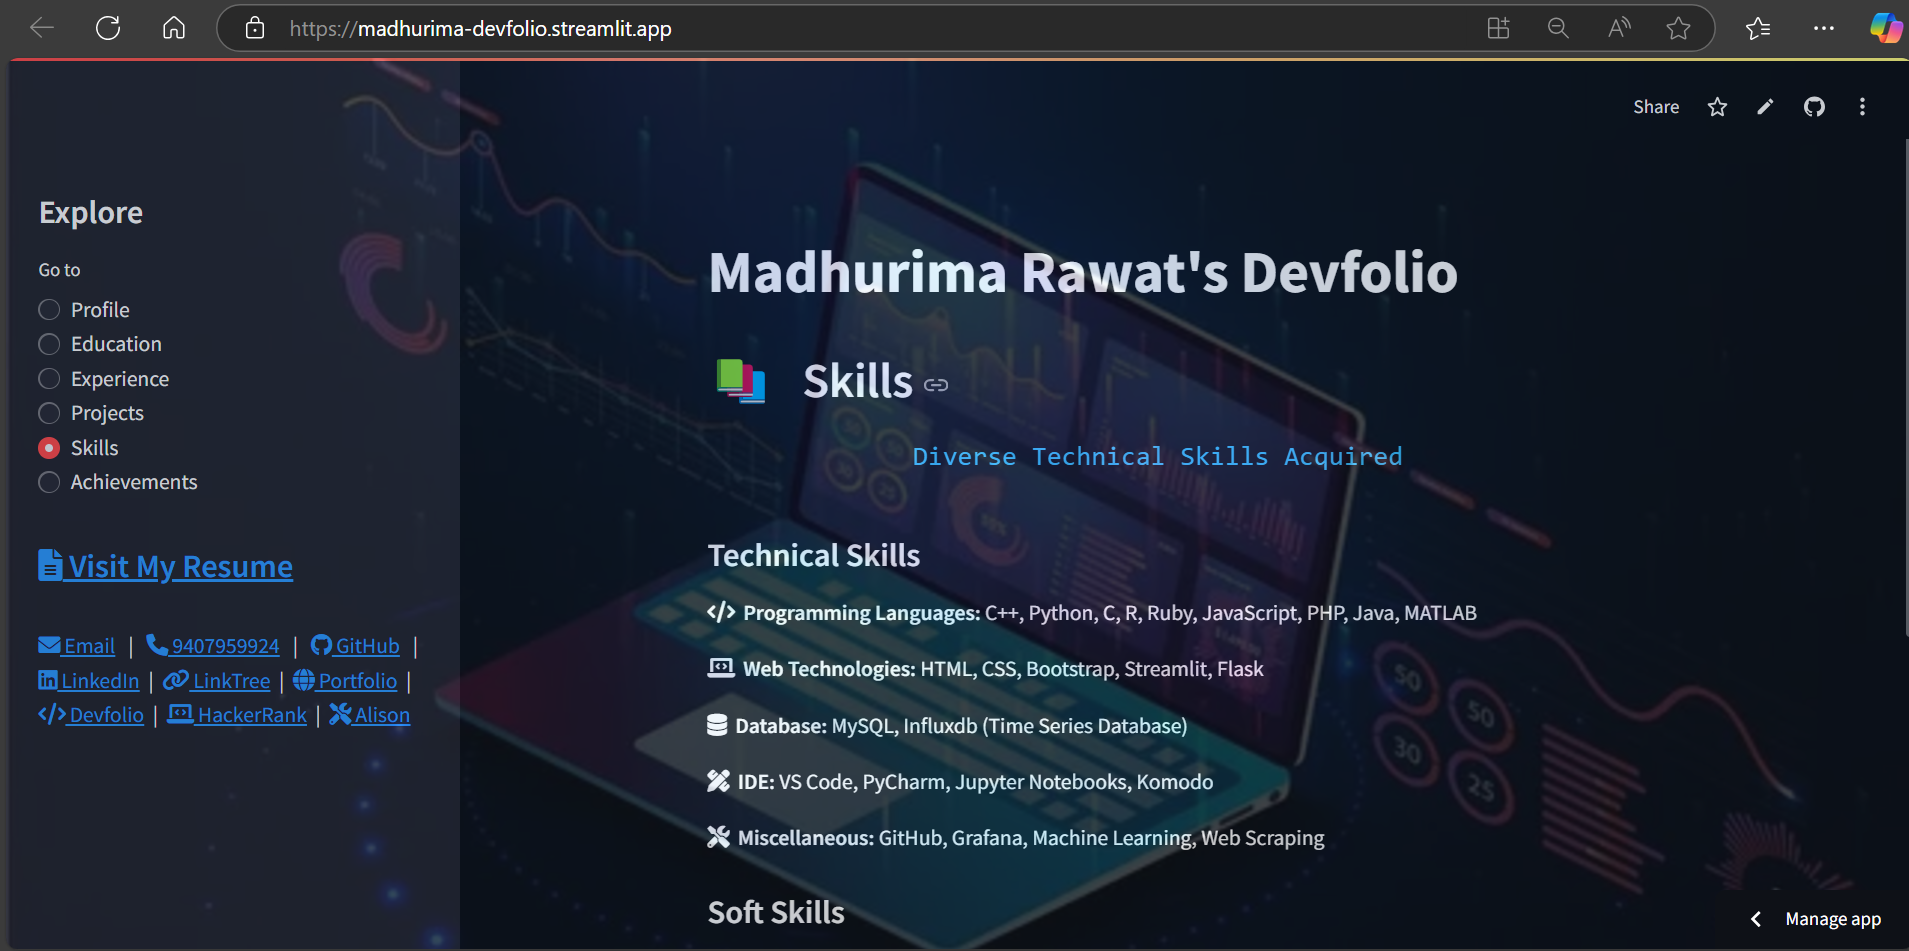 https://madhurima-devfolio.streamlit.app
Share
Explore
Go to
Profile
Education
Experience
Projects
Skills
Achievements
Visit My Resume
Email | 9407959924 | GitHub |
LinkedIn | LinkTree | Portfolio |
Devfolio | HackerRank | Alison
Madhurima Rawat's Devfolio
Skills
Diverse Technical Skills Acquired
Technical Skills
Programming Languages: C++, Python, C, R, Ruby, JavaScript, PHP, Java, MATLAB
Web Technologies: HTML, CSS, Bootstrap, Streamlit, Flask
Database: MySQL, Influxdb (Time Series Database)
IDE: VS Code, PyCharm, Jupyter Notebooks, Komodo
Miscellaneous: GitHub, Grafana, Machine Learning, Web Scraping
Soft Skills
50
50
30
25
Manage app